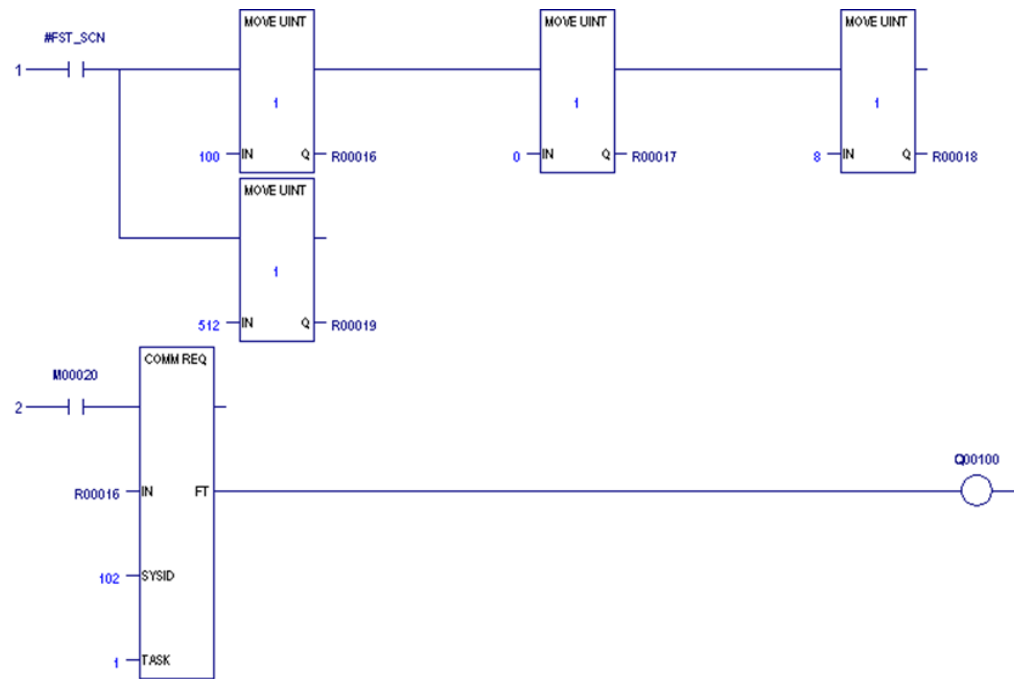 MOVE UINT MOVE UINT MOVE UINT
#FST_SCN
1
1 1 1
100 IN Q R00016 0 IN Q R00017 8 IN Q R00018
MOVE UINT
1
512 IN Q R00019
COMM REQ
M00020
2
Q00100
R00016 IN FT
102 SYSID
1 TASK